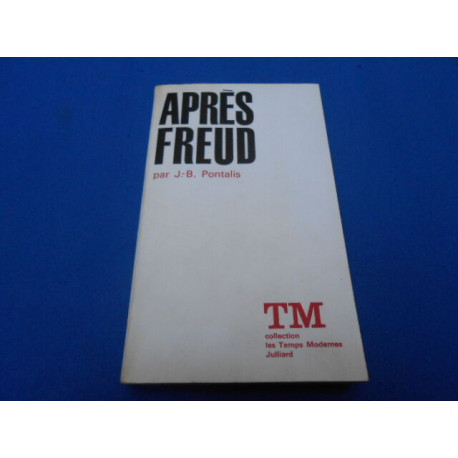 APRÈS
FREUD
par J.-B. Pontalis
TM
collection
les Temps Modernes
Julliard